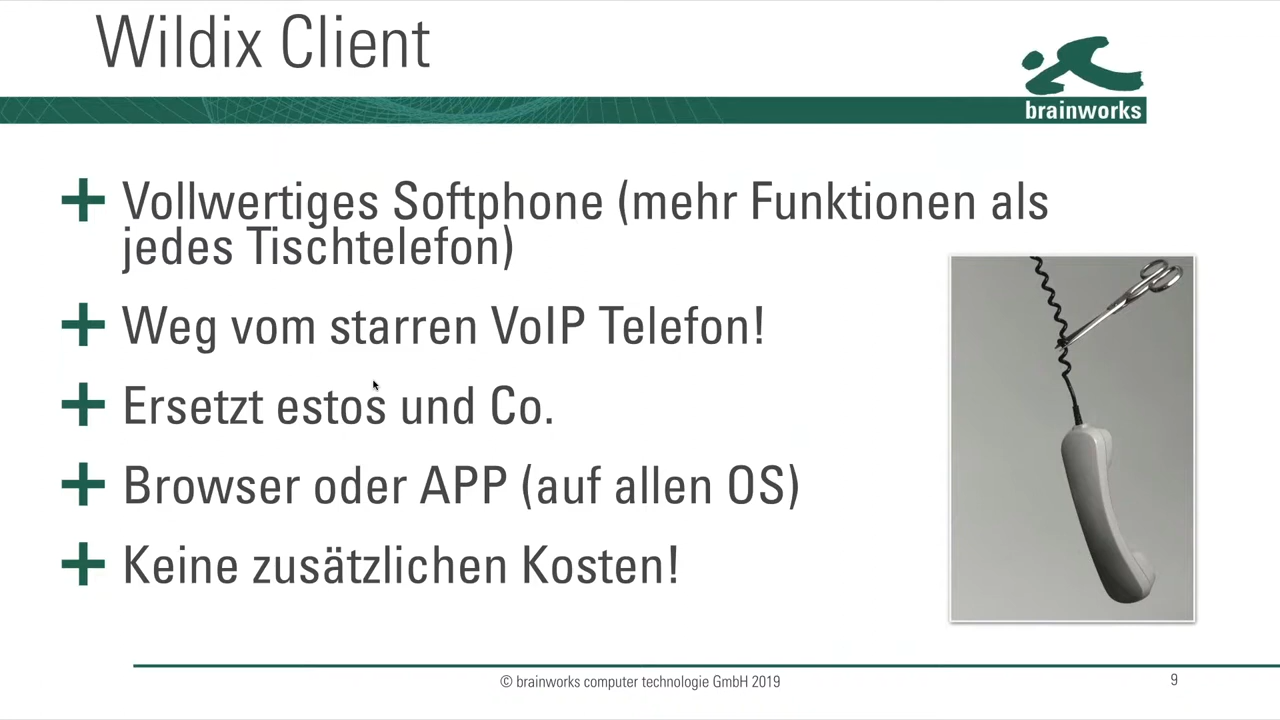 Wildix Client
brainworks
Vollwertiges Softphone (mehr Funktionen als
jedes Tischtelefon)
Weg vom starren VoIP Telefon!
Ersetzt estos und Co.
Browser oder APP (auf allen OS)
Keine zusätzlichen Kosten!
© brainworks computer technologie GmbH 2019
9